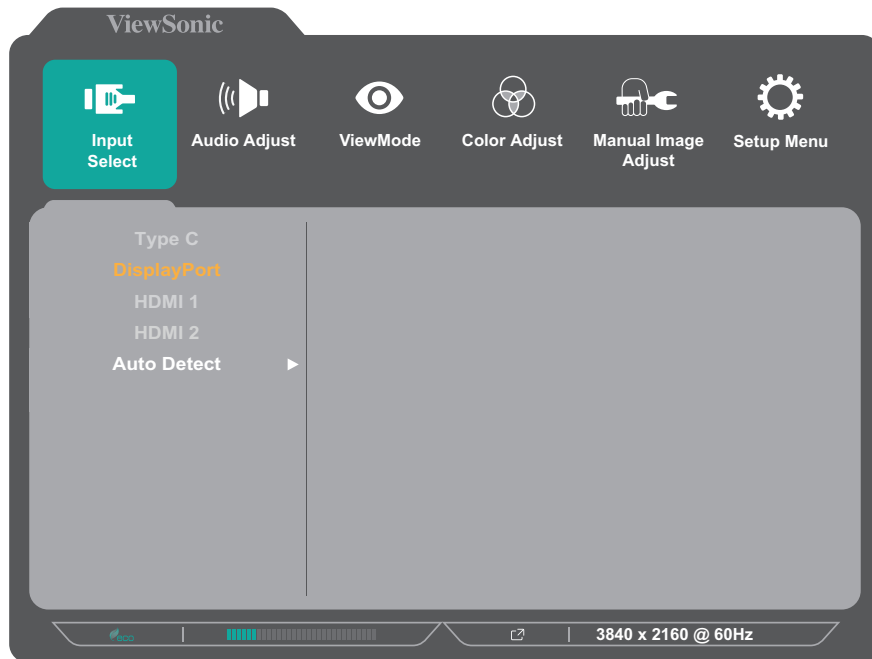 ViewSonic
Input
Select
Audio Adjust
ViewMode
Color Adjust
Manual Image
Adjust
Setup Menu
Type C
DisplayPort
HDMI 1
HDMI 2
Auto Detect
eco
3840 x 2160 @ 60Hz